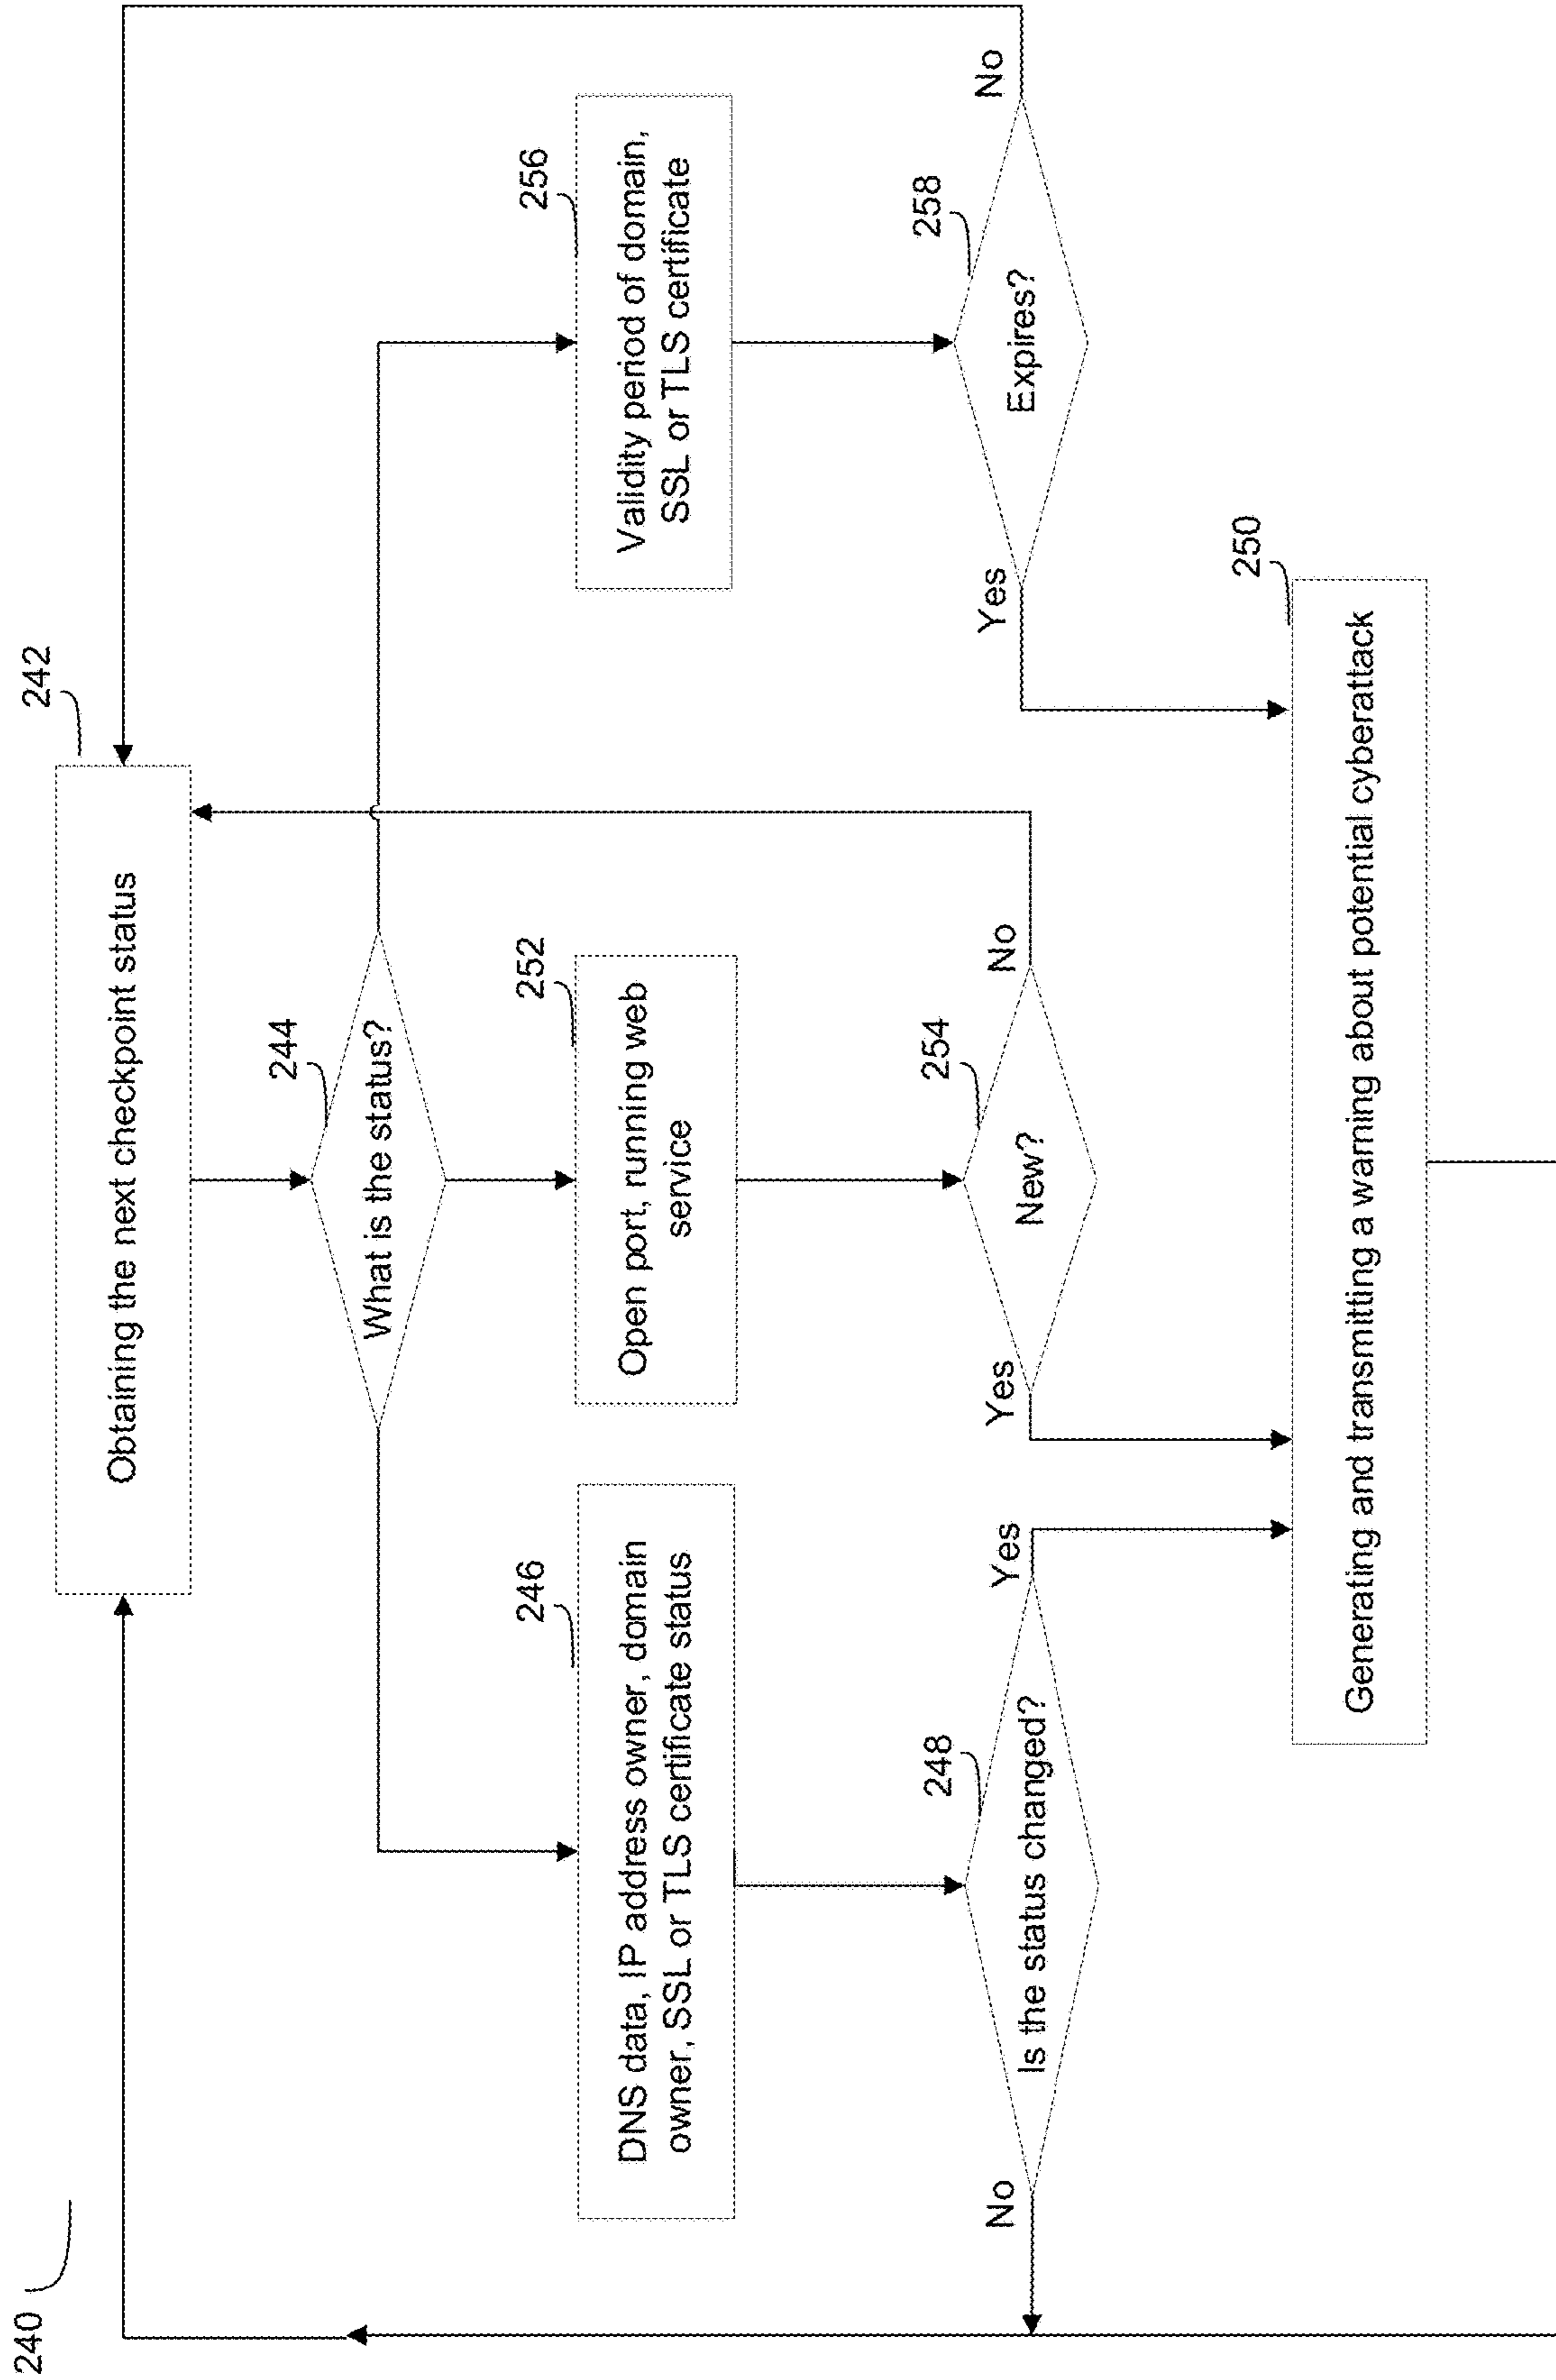 240
242
Obtaining the next checkpoint status
244
What is the status?
246
DNS data, IP address owner, domain
owner, SSL or TLS certificate status
252
Open port, running web
service
256
Validity period of domain,
SSL or TLS certificate
248
Is the status changed?
No
Yes
254
New?
Yes
No
258
Expires?
Yes
No
250
Generating and transmitting a warning about potential cyberattack